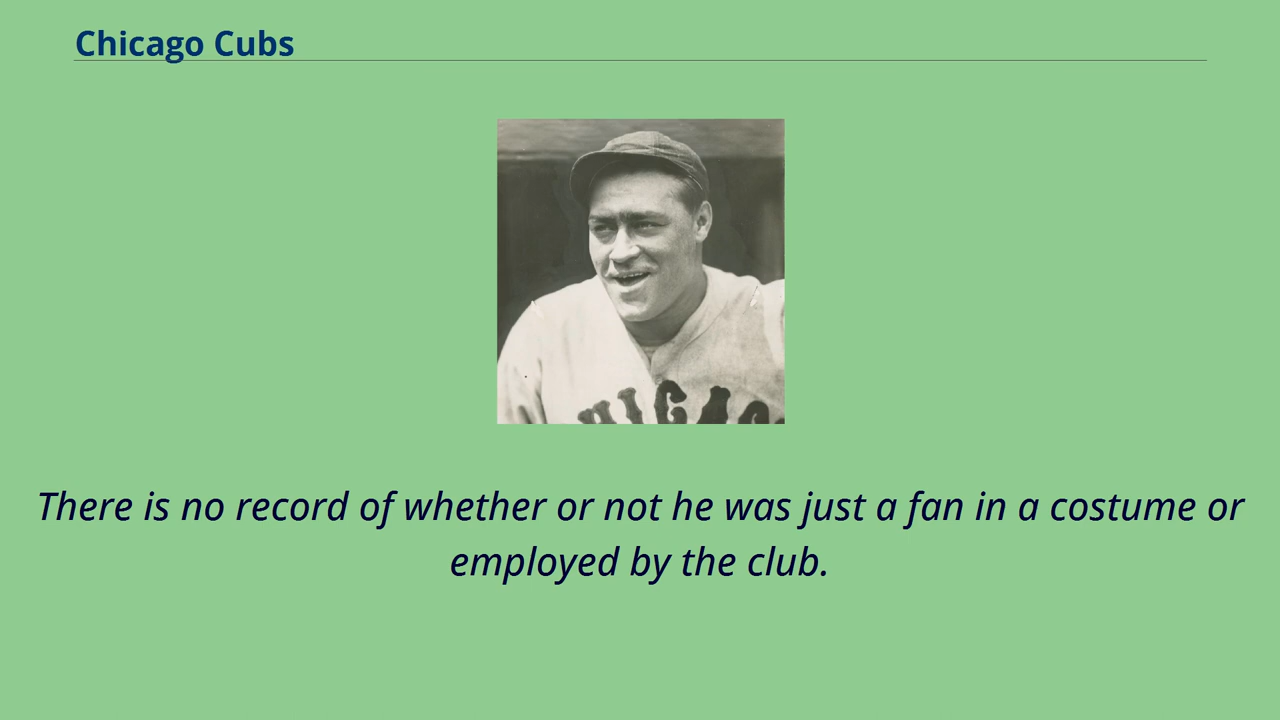 Chicago Cubs
HICAGO
There is no record of whether or not he was just a fan in a costume or
employed by the club.